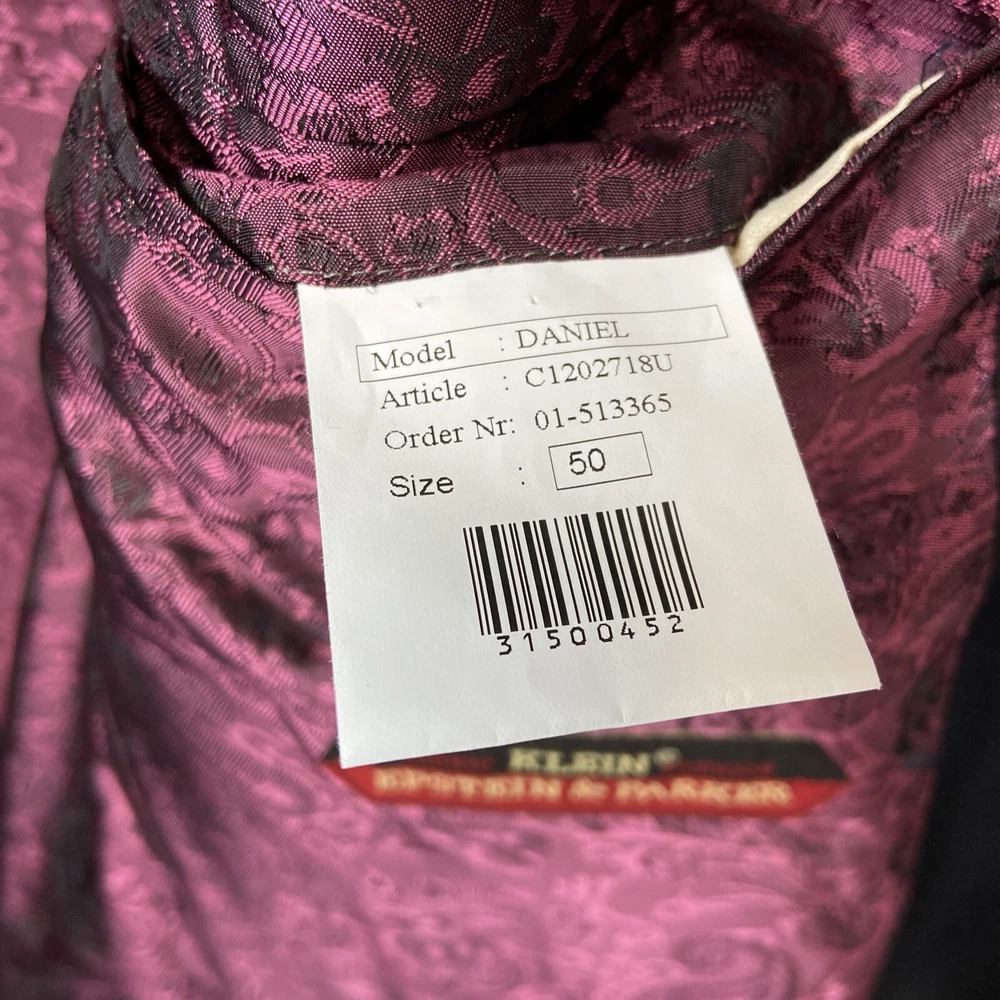 Model : DANIEL
Article : C1202718U
Order Nr: 01-513365
Size : 50
31500452
KLEIN®
EPSTEIN & PARKER